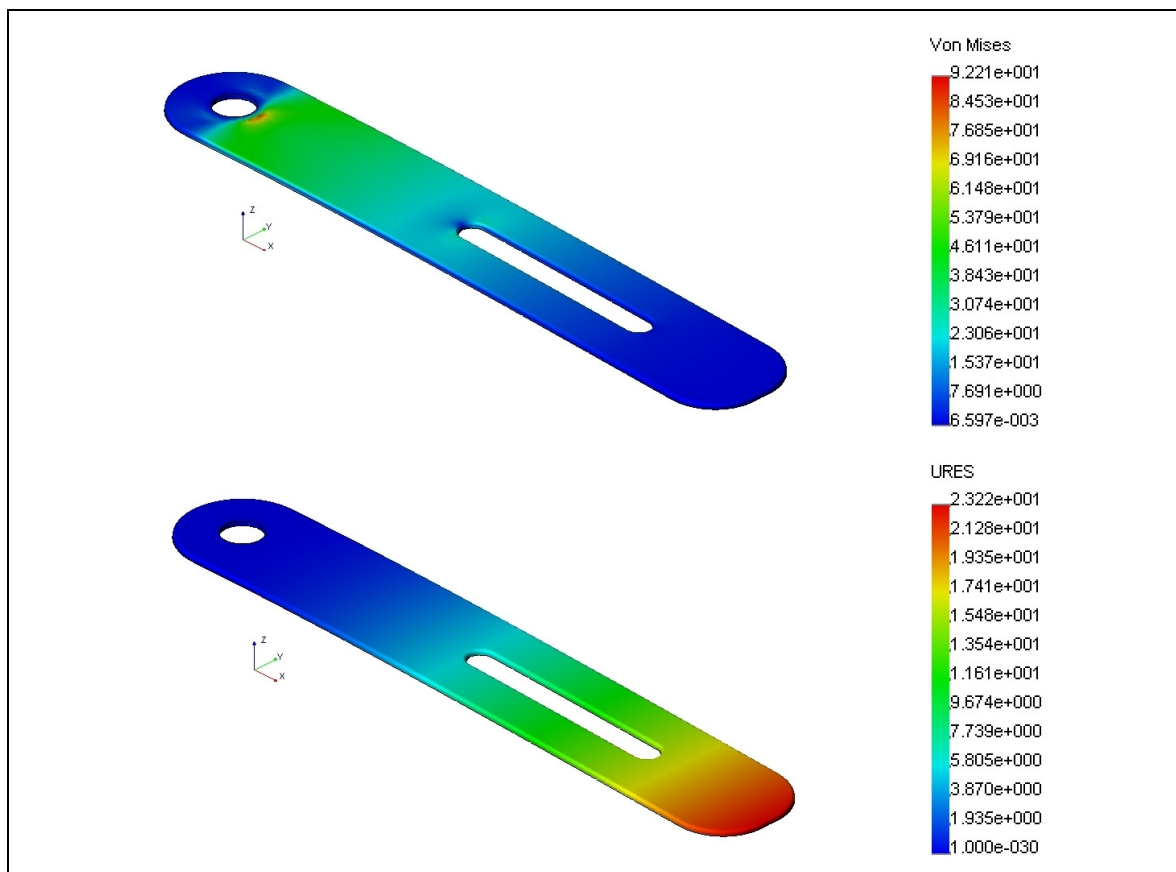 Von Mises
9.221e+001
8.453e+001
7.685e+001
6.916e+001
6.148e+001
5.379e+001
4.611e+001
3.843e+001
3.074e+001
2.306e+001
1.537e+001
7.691e+000
6.597e-003
Z
Y
X
URES
2.322e+001
2.128e+001
1.935e+001
1.741e+001
1.548e+001
1.354e+001
1.161e+001
9.674e+000
7.739e+000
5.805e+000
3.870e+000
1.935e+000
1.000e-030
Z
Y
X